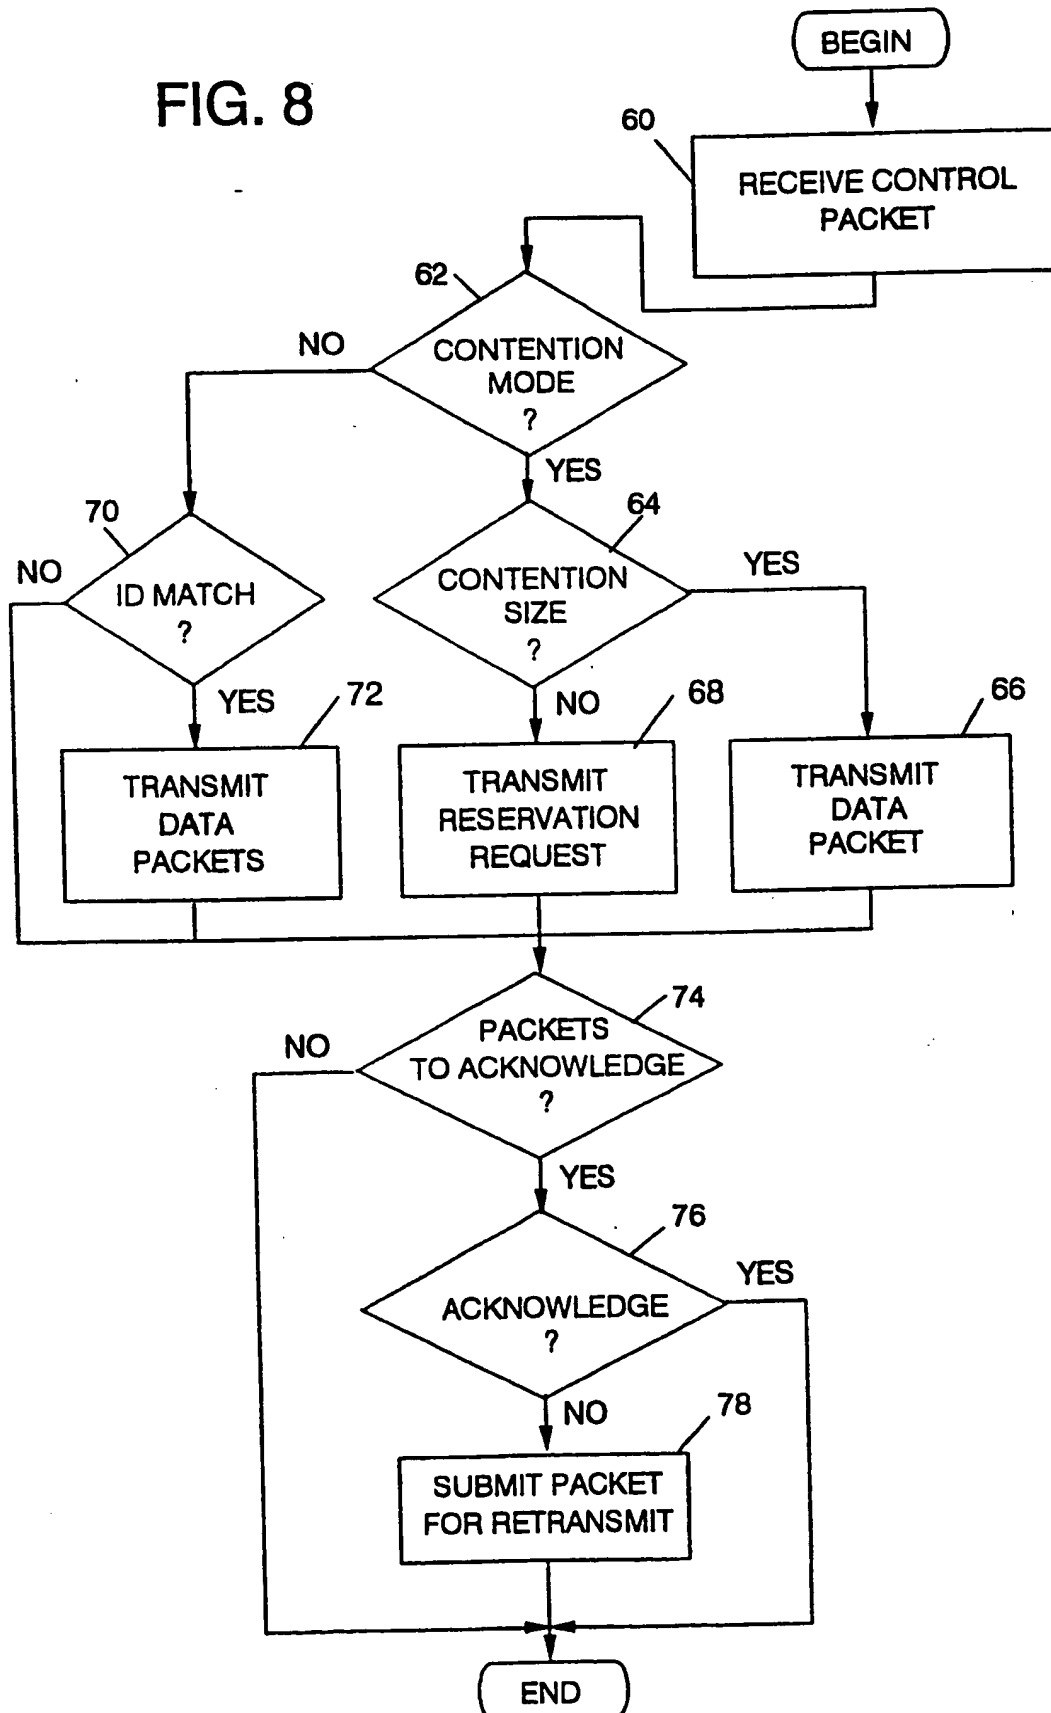 BEGIN
FIG. 8
60
RECEIVE CONTROL
PACKET
62
NO
CONTENTION
MODE
?
YES
70
64
NO
ID MATCH
?
CONTENTION
SIZE
?
YES
YES
72
NO
68
66
TRANSMIT
DATA
PACKETS
TRANSMIT
RESERVATION
REQUEST
TRANSMIT
DATA
PACKET
74
NO
PACKETS
TO ACKNOWLEDGE
?
YES
76
YES
ACKNOWLEDGE
?
NO
78
SUBMIT PACKET
FOR RETRANSMIT
END